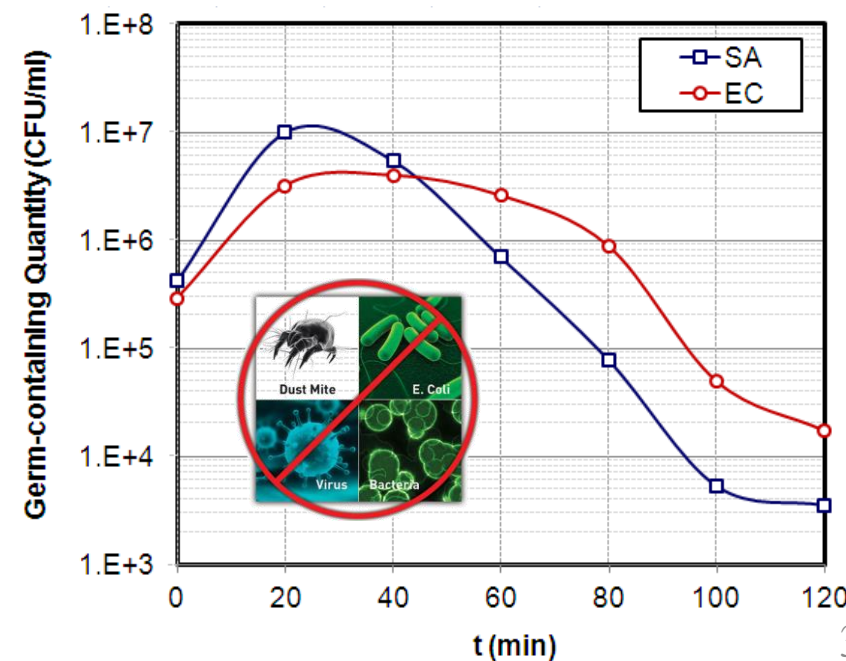 Germ-containing Quantity (CFU/ml)
1.E+8
1.E+7
1.E+6
1.E+5
1.E+4
1.E+3
SA
EC
Dust Mite
E. Coli
Virus
Bacteria
0 20 40 60 80 100 120
t (min)